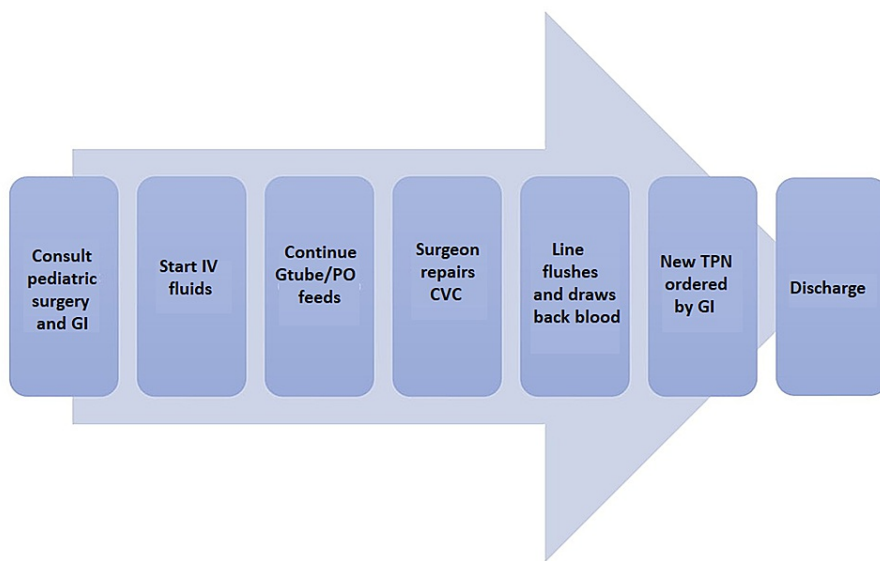 Consult
pediatric
surgery
and GI
Start IV
fluids
Continue
Gtube/PO
feeds
Surgeon
repairs
CVC
Line
flushes
and draws
back blood
New TPN
ordered
by GI
Discharge